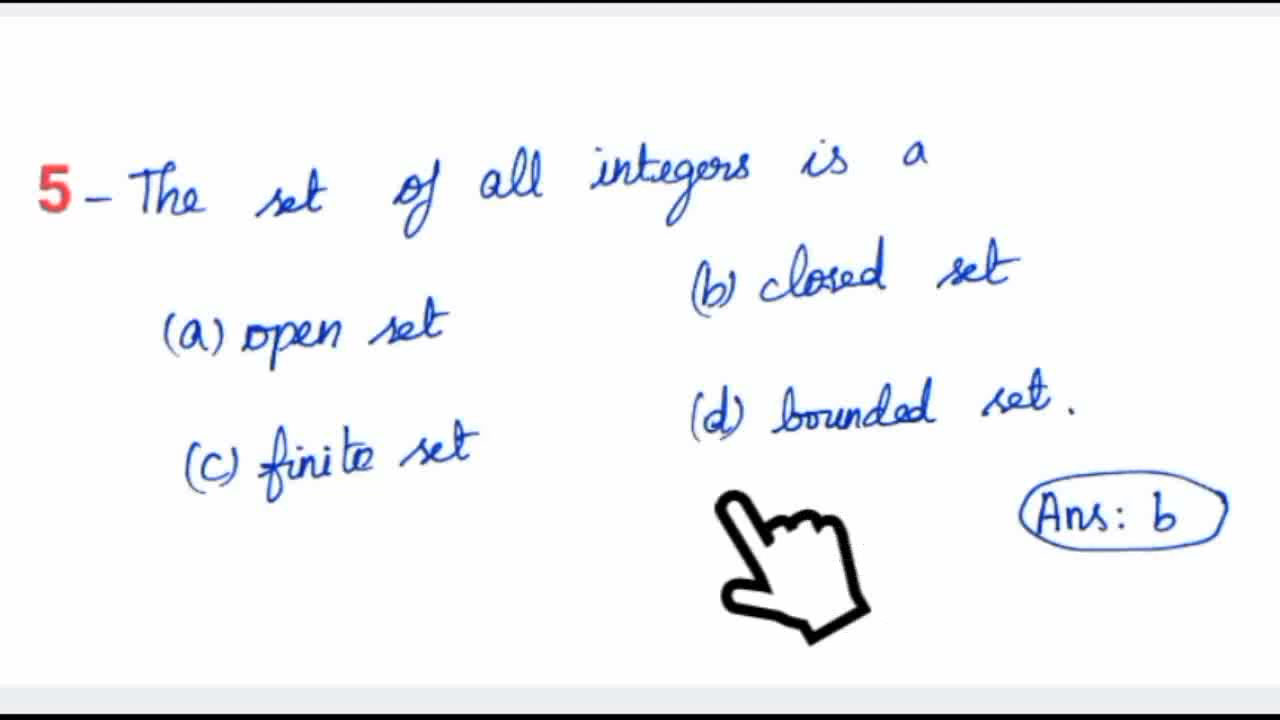 5 - The set of all integers is a
(a) open set
(b) closed set
(c) finite set
(d) bounded set.
Ans: b